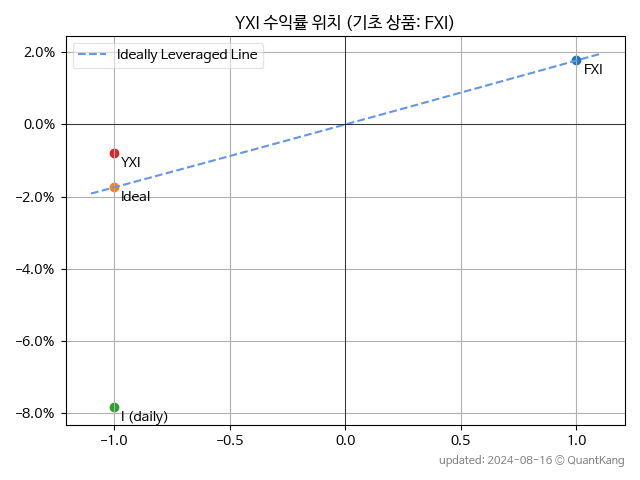 YXI 수익률 위치 (기초 상품: FXI)
2.0%
0.0%
−2.0%
−4.0%
−6.0%
−8.0%
Ideally Leveraged Line
FXI
YXI
Ideal
I (daily)
−1.0
−0.5
0.0
0.5
1.0
updated: 2024-08-16 © QuantKang